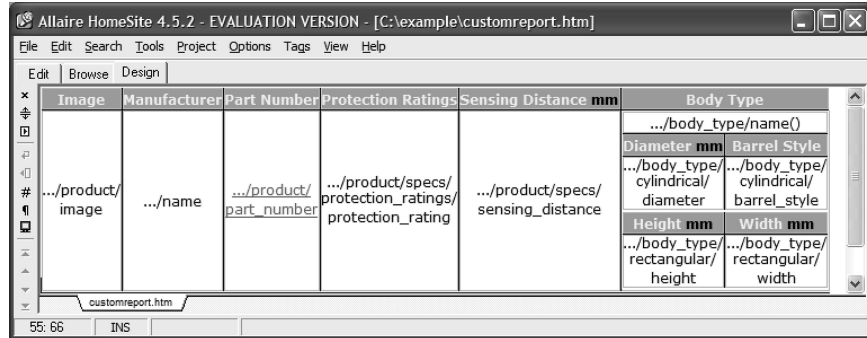 Allaire HomeSite 4.5.2 - EVALUATION VERSION - [C:\example\customreport.htm]
File Edit Search Tools Project Options Tags View Help
Edit Browse Design
Image Manufacturer Part Number Protection Ratings Sensing Distance mm Body Type
.../body_type/name()
Diameter mm Barrel Style
.../body_type/ .../body_type/
cylindrical/ cylindrical/
diameter barrel_style
.../product/
image
.../name
.../product/
part_number
.../product/specs/
protection_ratings/
protection_rating
.../product/specs/
sensing_distance
Height mm Width mm
.../body_type/ .../body_type/
rectangular/ rectangular/
height width
customreport.htm
55: 66 INS